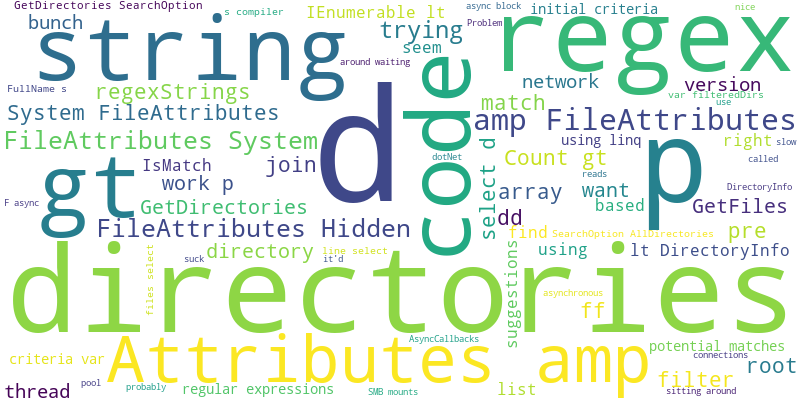 GetDirectories SearchOption
s compiler
IEnumerable lt
async block
initial criteria
nice
bunch
string
trying
Problem
regex
seem
around waiting
FullName s
regexStrings
code
network
version
var filteredDirs
System FileAttributes
d
match
use
amp FileAttributes
FileAttributes System
using linq
right
slow
gt
IsMatch
join
dotNet
select d
Count gt
p
called
work p
reads
array
want
DirectoryInfo
F async
GetDirectories
based
GetFiles
dd
FileAttributes Hidden
find
SearchOption AllDirectories
pre
files select
directory
line select
suggestions
using
lt DirectoryInfo
suck
it'd
directories
asynchronous
ff
Attributes amp
AsyncCallbacks
potential matches
criteria var
connections
root
thread
pool
probably
regular expressions
SMB mounts
list
filter
sitting around